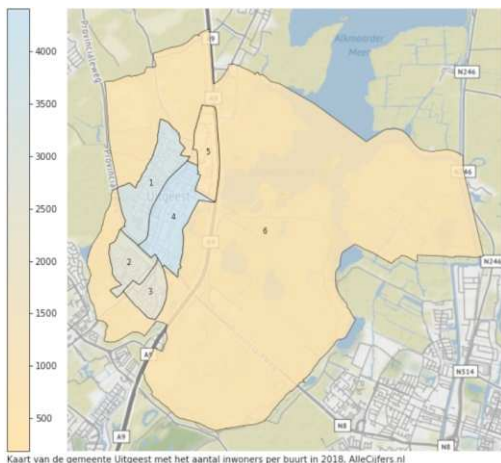 4000
3500
3000
2500
2000
1500
1000
500
Provincialeweg
A9
Alkmaarder
Meer
N246
5
1
Uitgeest
4
6
2
3
N246
A9
N514
N8
N8
A9
Kaart van de gemeente Uitgeest met het aantal inwoners per buurt in 2018, AlleCijfers.nl